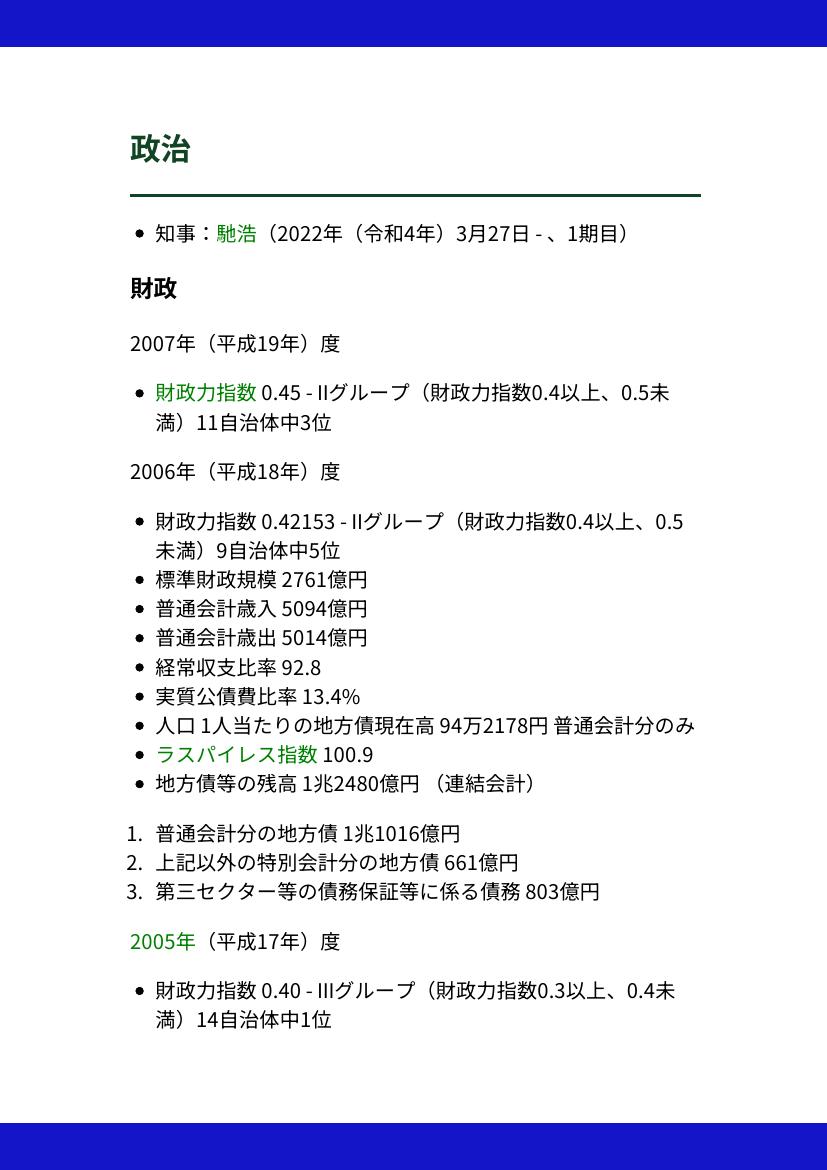 政治
知事：馳浩（2022年（令和4年）3月27日 - 、1期目）
財政
2007年（平成19年）度
財政力指数 0.45 - IIグループ（財政力指数0.4以上、0.5未
満）11自治体中3位
2006年（平成18年）度
財政力指数 0.42153 - IIグループ（財政力指数0.4以上、0.5
未満）9自治体中5位
標準財政規模 2761億円
普通会計歳入 5094億円
普通会計歳出 5014億円
経常収支比率 92.8
実質公債費比率 13.4%
人口 1人当たりの地方債現在高 94万2178円 普通会計分のみ
ラスパイレス指数 100.9
地方債等の残高 1兆2480億円 （連結会計）
1. 普通会計分の地方債 1兆1016億円
2. 上記以外の特別会計分の地方債 661億円
3. 第三セクター等の債務保証等に係る債務 803億円
2005年（平成17年）度
財政力指数 0.40 - IIIグループ（財政力指数0.3以上、0.4未
満）14自治体中1位